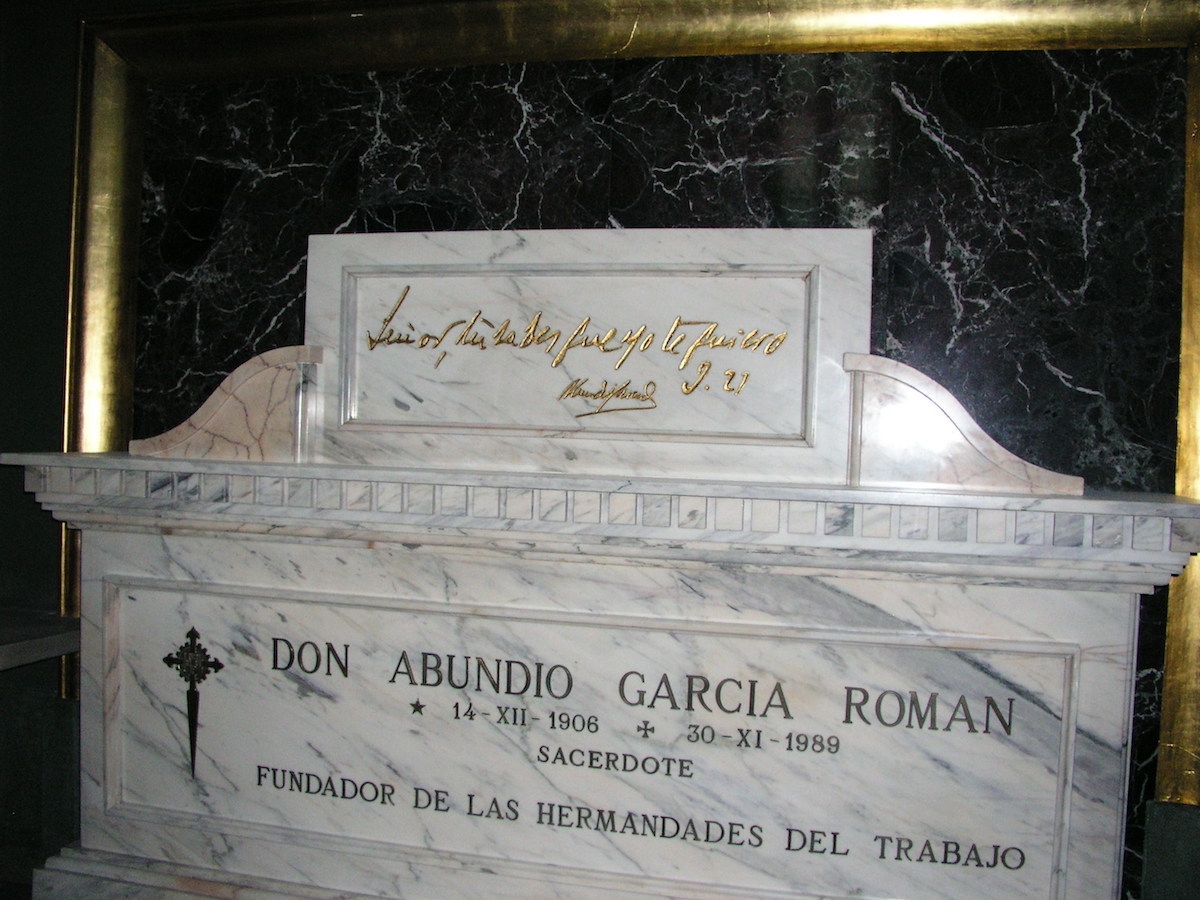 Señor, tú sabes que yo te quiero
J. 21
DON ABUNDIO GARCIA ROMAN
14-XII-1906 30-XI-1989
SACERDOTE
FUNDADOR DE LAS HERMANDADES DEL TRABAJO